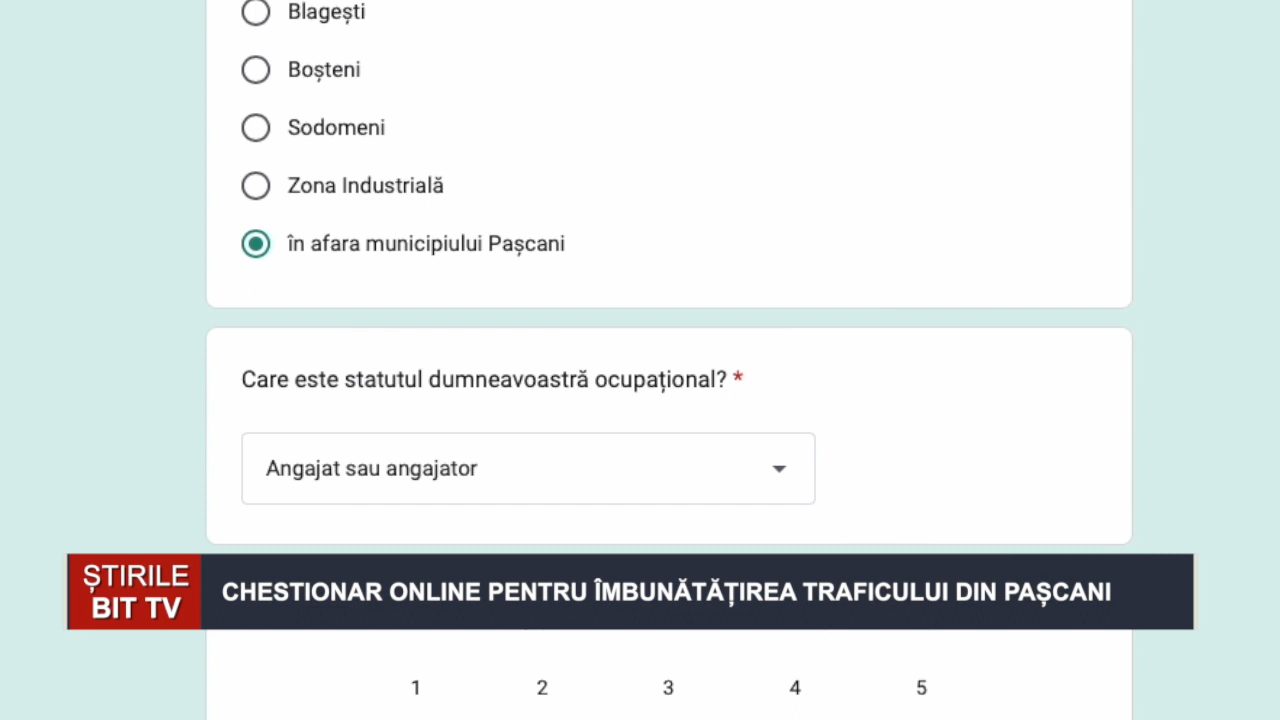 Blagești
Boșteni
Sodomeni
Zona Industrială
în afara municipiului Pașcani
Care este statutul dumneavoastră ocupațional? *
Angajat sau angajator
ȘTIRILE
BIT TV
CHESTIONAR ONLINE PENTRU ÎMBUNĂTĂȚIREA TRAFICULUI DIN PAȘCANI
1 2 3 4 5